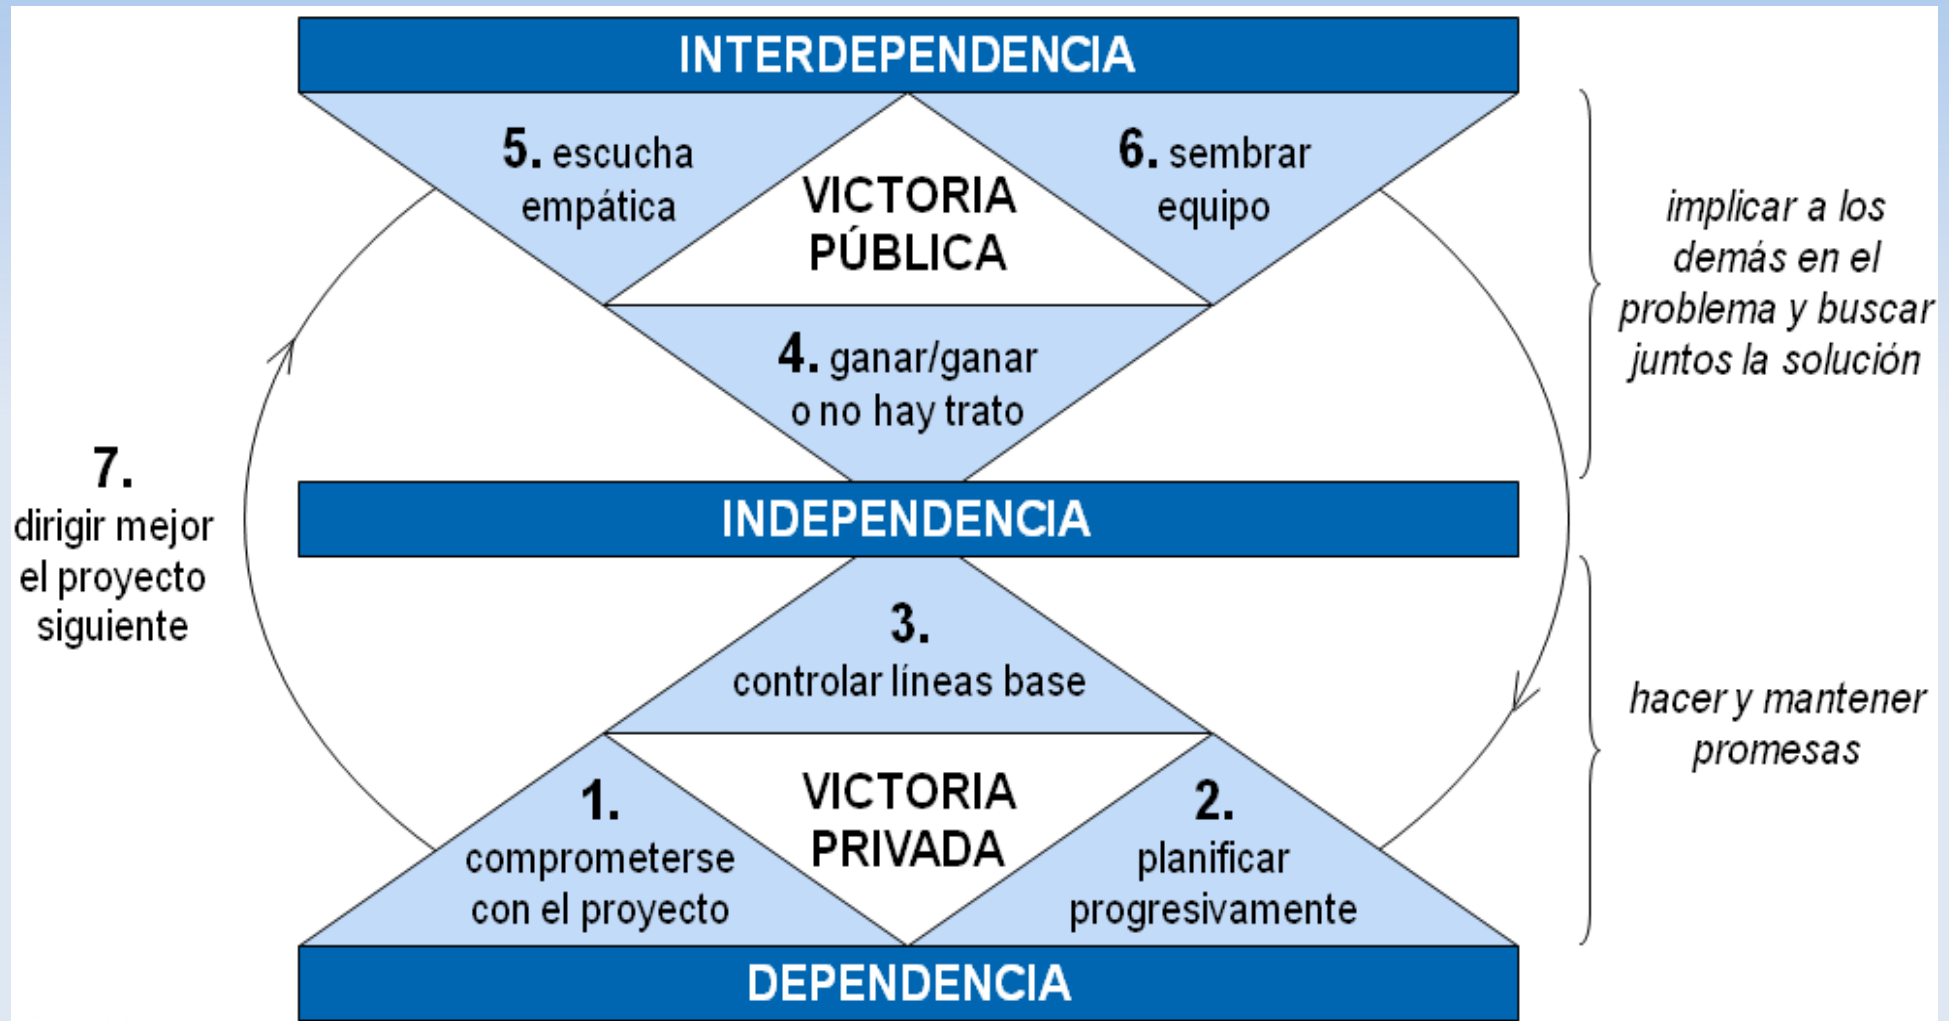 INTERDEPENDENCIA
5. escucha
empática
6. sembrar
equipo
VICTORIA
PÚBLICA
implicar a los
demás en el
problema y buscar
juntos la solución
4. ganar/ganar
o no hay trato
7.
dirigir mejor
el proyecto
siguiente
INDEPENDENCIA
3.
controlar líneas base
hacer y mantener
promesas
1.
comprometerse
con el proyecto
VICTORIA
PRIVADA
2.
planificar
progresivamente
DEPENDENCIA